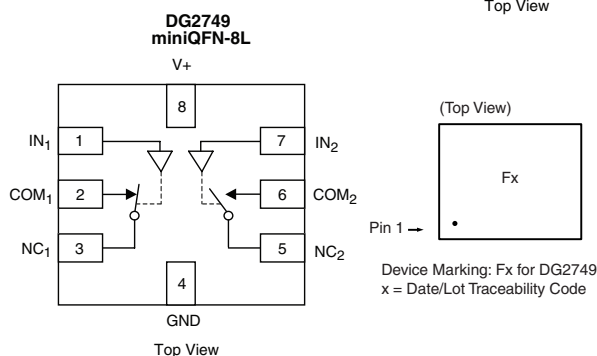 Top View
DG2749
miniQFN-8L
V+
8
IN1 1
7 IN2
COM1 2
6 COM2
NC1 3
5 NC2
4
GND
Top View
(Top View)
Fx
Pin 1
Device Marking: Fx for DG2749
x = Date/Lot Traceability Code